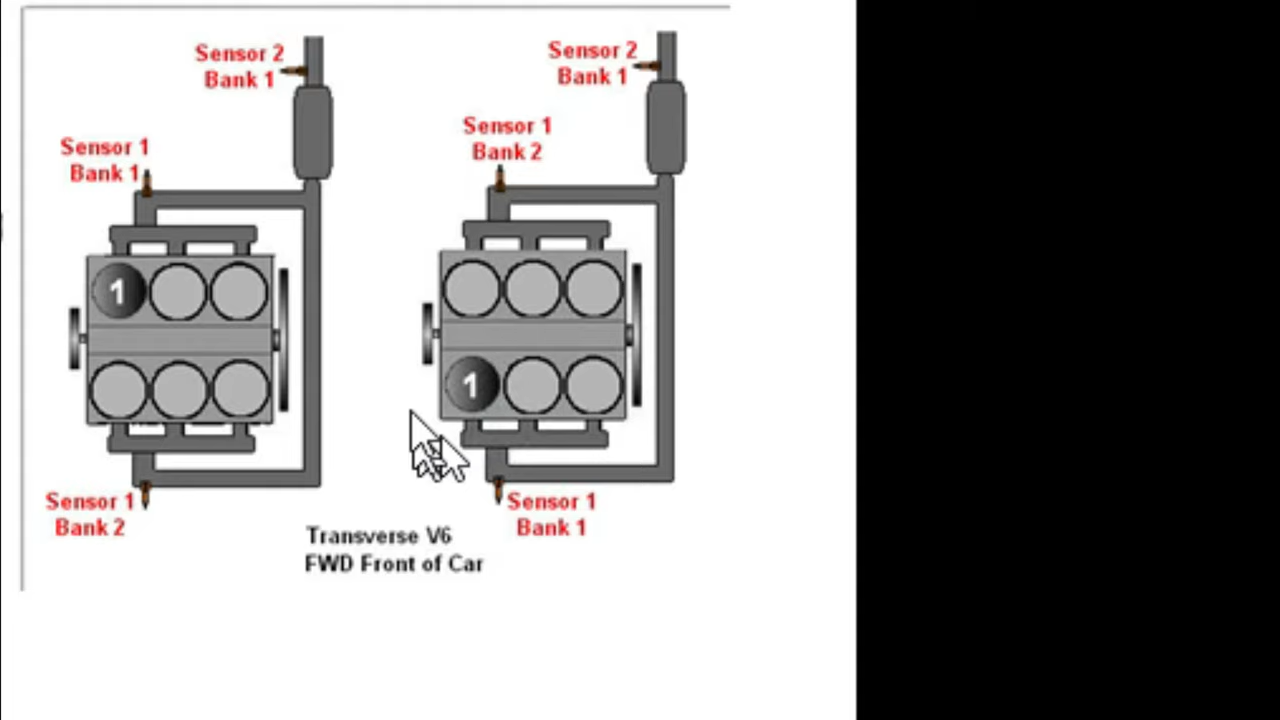 Sensor 2
Bank 1
Sensor 1
Bank 1
1
Sensor 1
Bank 2
Sensor 2
Bank 1
Sensor 1
Bank 2
1
Sensor 1
Bank 1
Transverse V6
FWD Front of Car